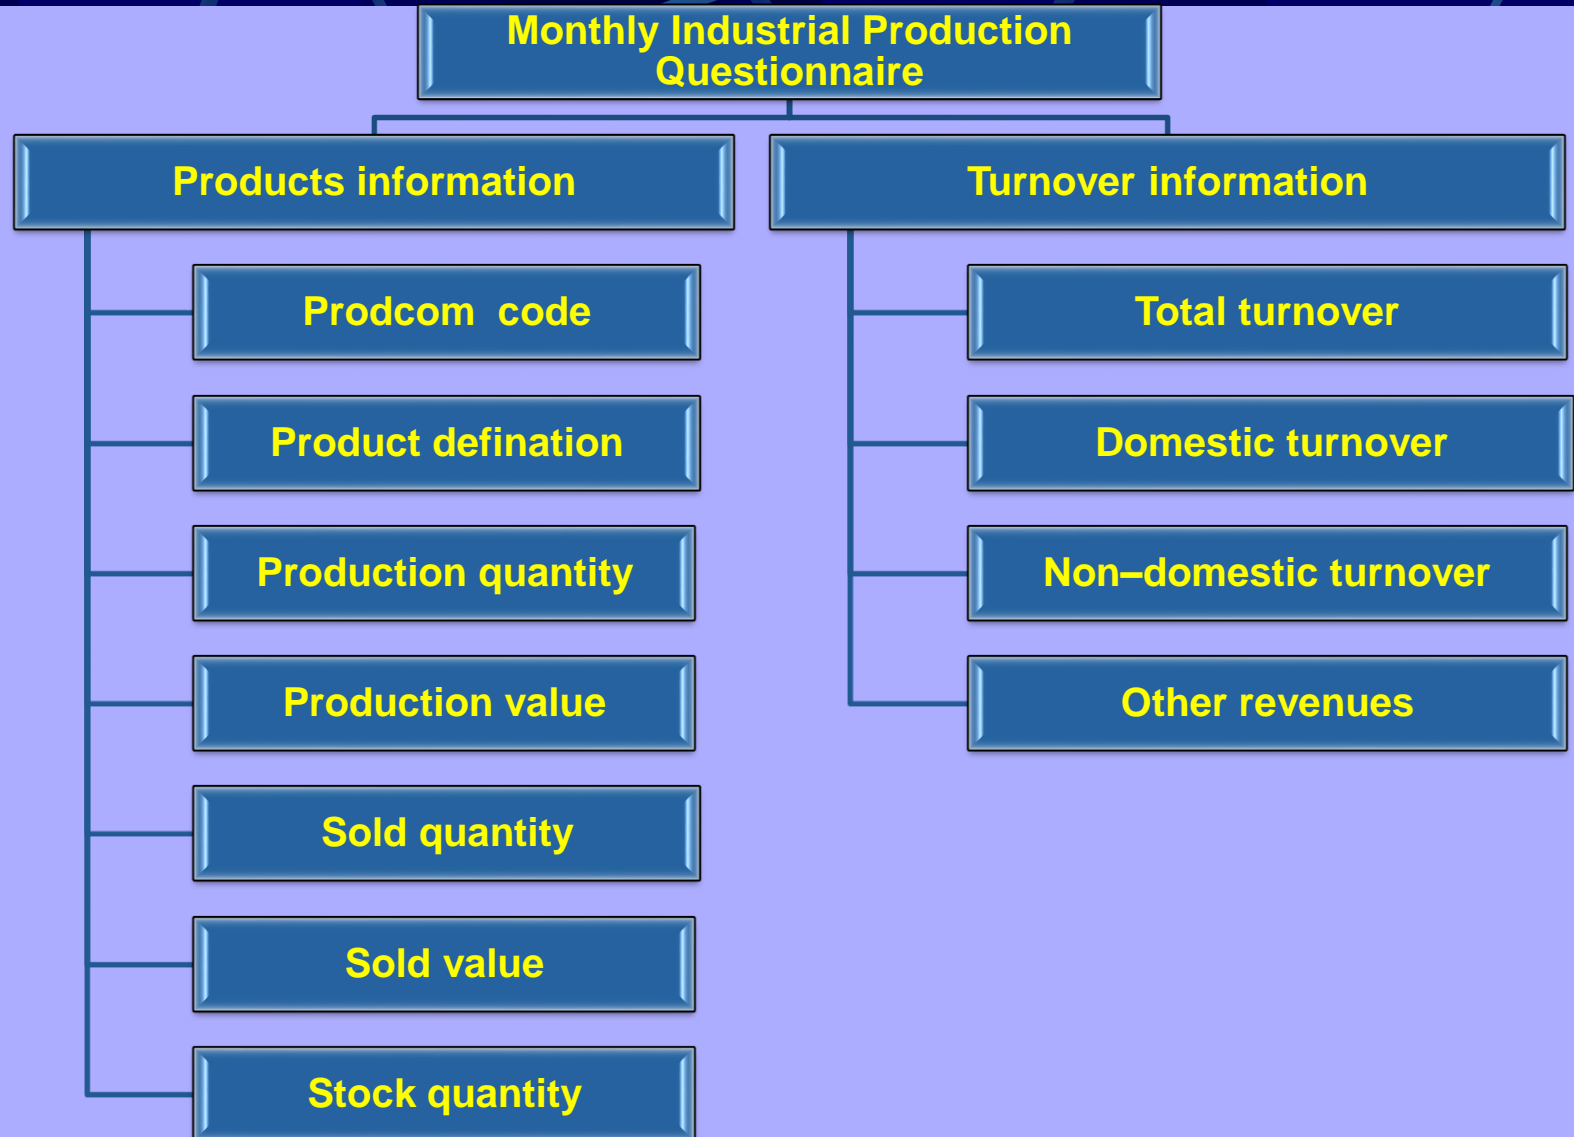 Monthly Industrial Production
Questionnaire
Products information
Prodcom  code
Product defination
Production quantity
Production value
Sold quantity
Sold value
Stock quantity
Turnover information
Total turnover
Domestic turnover
Non–domestic turnover
Other revenues